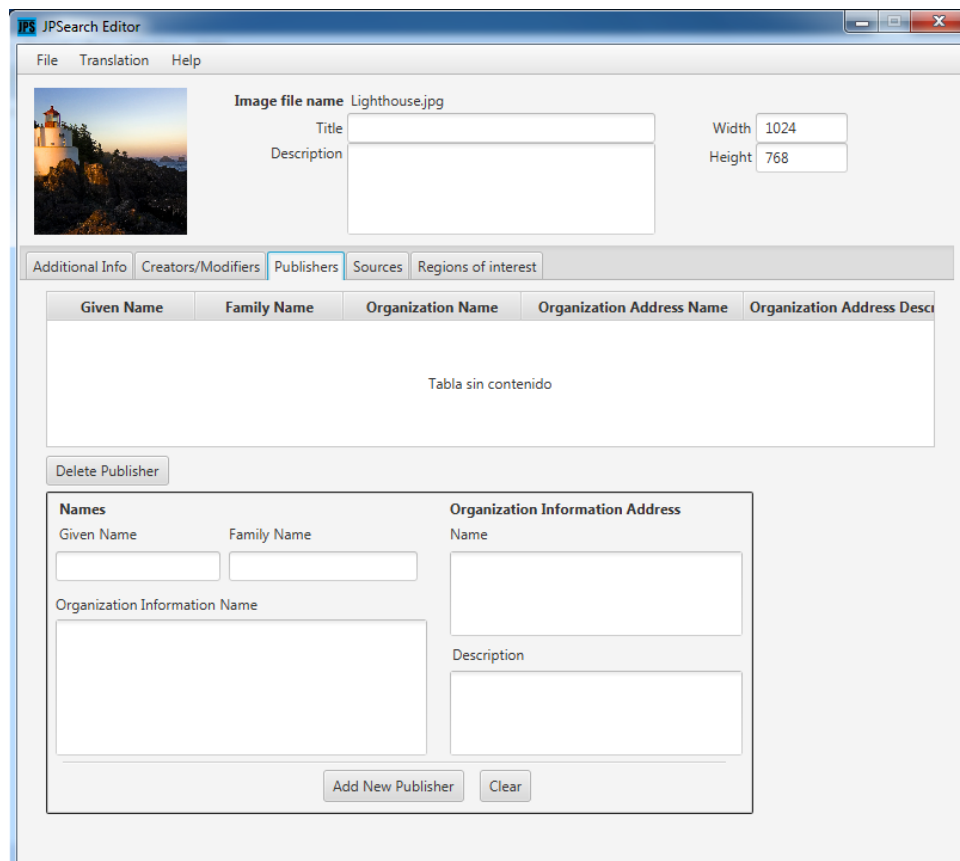 JPS JPSearch Editor
File Translation Help
Image file name Lighthouse.jpg
Title
Width 1024
Description
Height 768
Additional Info Creators/Modifiers Publishers Sources Regions of interest
Given Name Family Name Organization Name Organization Address Name Organization Address Descr
Tabla sin contenido
Delete Publisher
Names Organization Information Address
Given Name Family Name Name
Organization Information Name
Description
Add New Publisher Clear